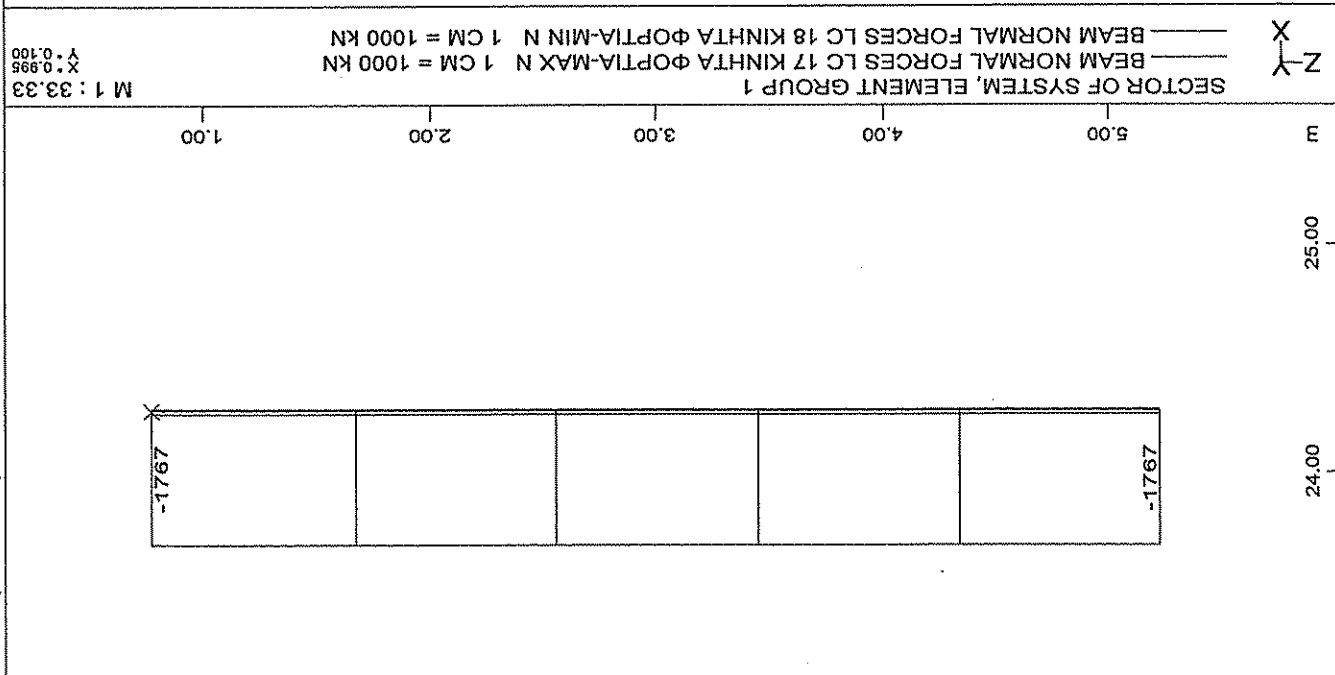 -1767
-1767
24.00
25.00
m 5.00 4.00 3.00 2.00 1.00
SECTOR OF SYSTEM, ELEMENT GROUP 1
M 1 : 33.33
BEAM NORMAL FORCES LC 17 ΚΙΝΗΤΑ ΦΟΡΤΙΑ-MAX N 1 CM = 1000 KN
BEAM NORMAL FORCES LC 18 ΚΙΝΗΤΑ ΦΟΡΤΙΑ-MIN N 1 CM = 1000 KN
X * 0.995
Y * 0.100
Z Y
X